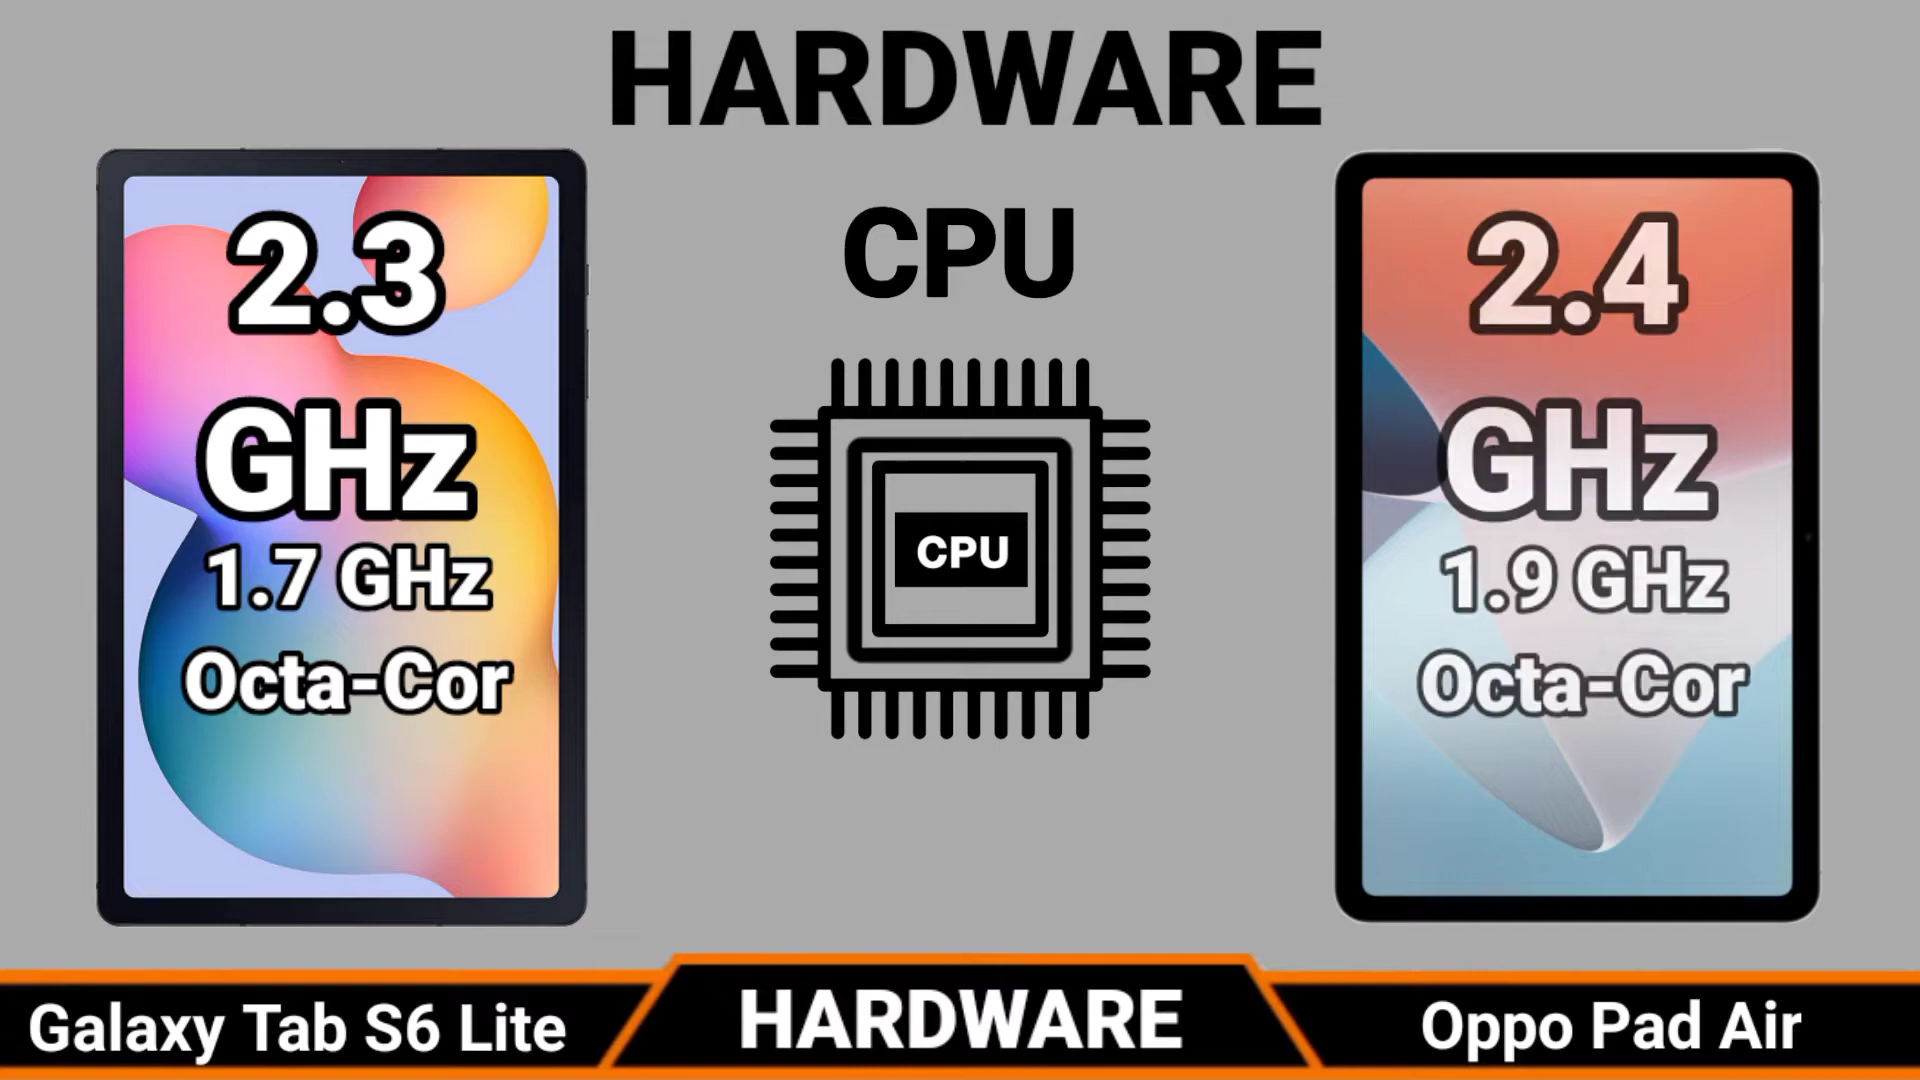 HARDWARE
CPU
2.3
GHz
1.7 GHz
Octa-Cor
CPU
2.4
GHz
1.9 GHz
Octa-Cor
Galaxy Tab S6 Lite
HARDWARE
Oppo Pad Air